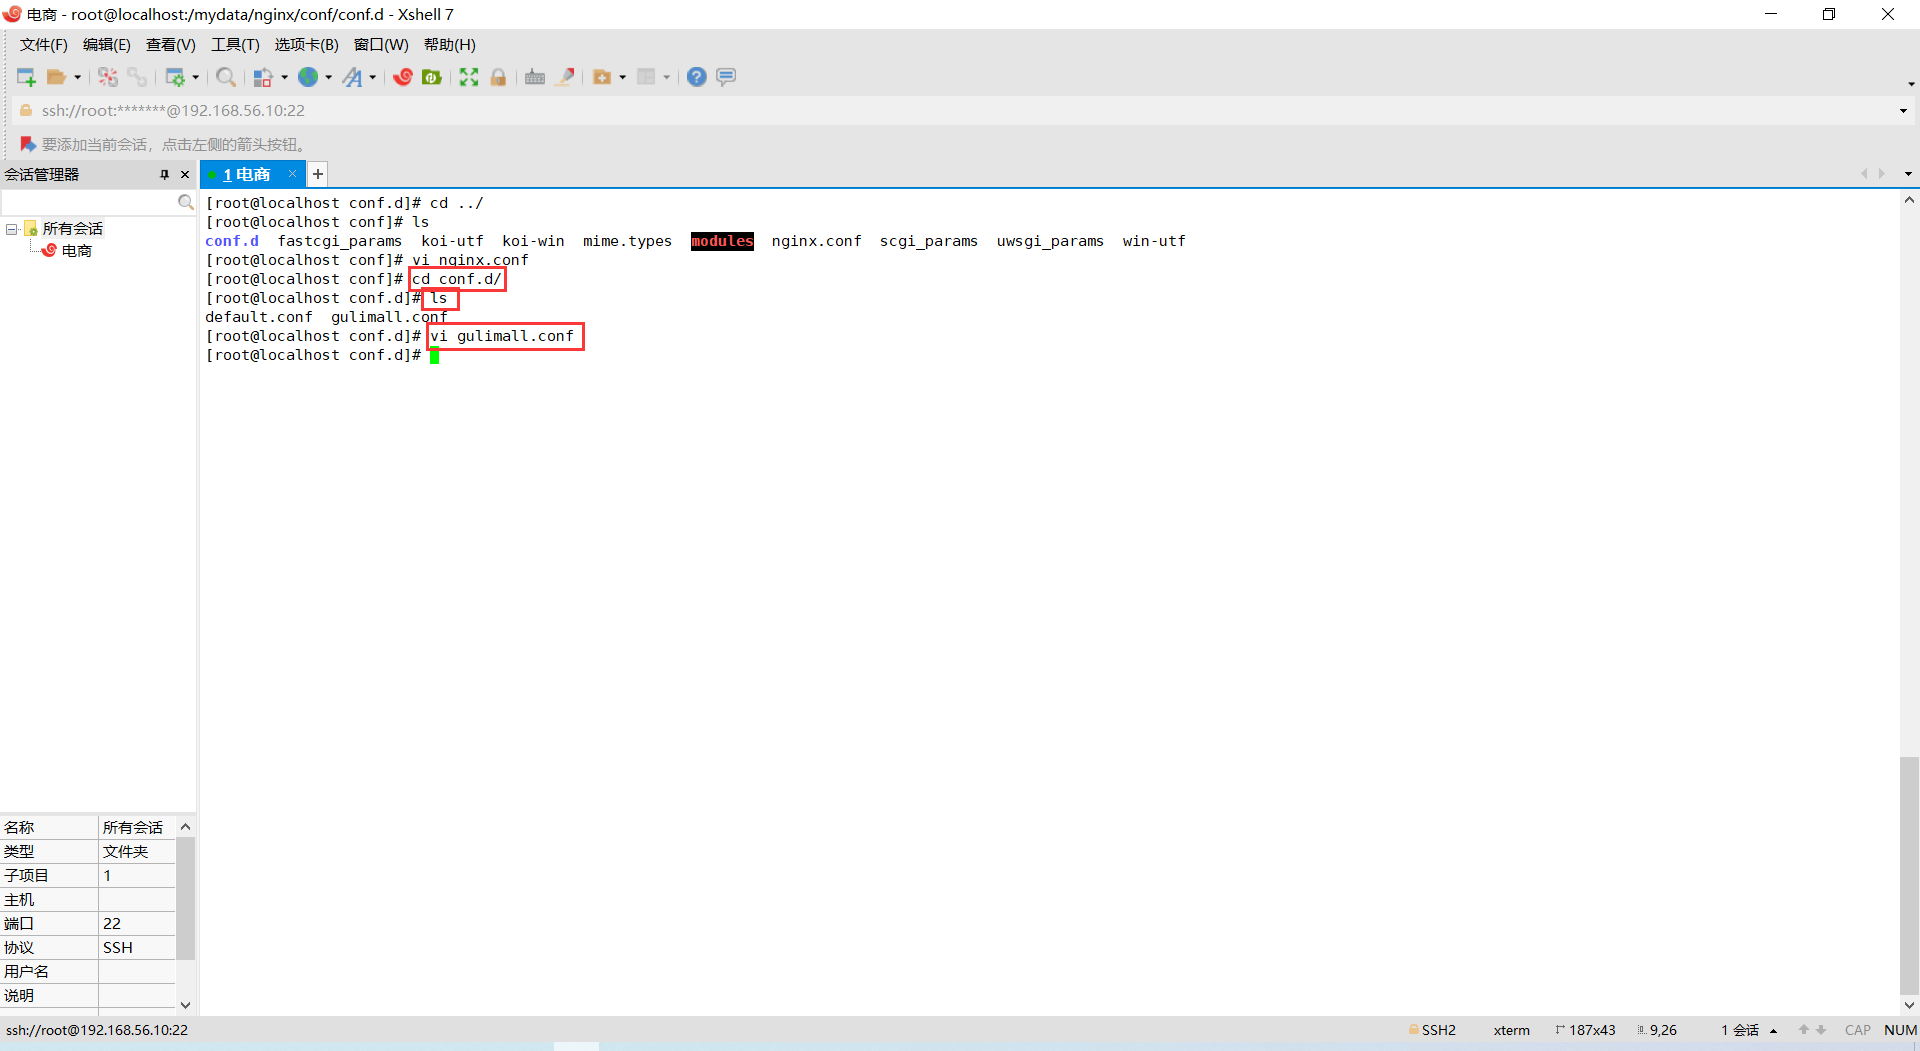 电商 - root@localhost:/mydata/nginx/conf/conf.d - Xshell 7
文件(F) 编辑(E) 查看(V) 工具(T) 选项卡(B) 窗口(W) 帮助(H)
ssh://root:*******@192.168.56.10:22
要添加当前会话，点击左侧的箭头按钮。
会话管理器
1 电商
所有会话
电商
[root@localhost conf.d]# cd ../
[root@localhost conf]# ls
conf.d fastcgi_params koi-utf koi-win mime.types modules nginx.conf scgi_params uwsgi_params win-utf
[root@localhost conf]# vi nginx.conf
[root@localhost conf]# cd conf.d/
[root@localhost conf.d]# ls
default.conf gulimall.conf
[root@localhost conf.d]# vi gulimall.conf
[root@localhost conf.d]#
名称 所有会话
类型 文件夹
子项目 1
主机
端口 22
协议 SSH
用户名
说明
ssh://root@192.168.56.10:22 SSH2 xterm 187x43 9,26 1 会话 CAP NUM